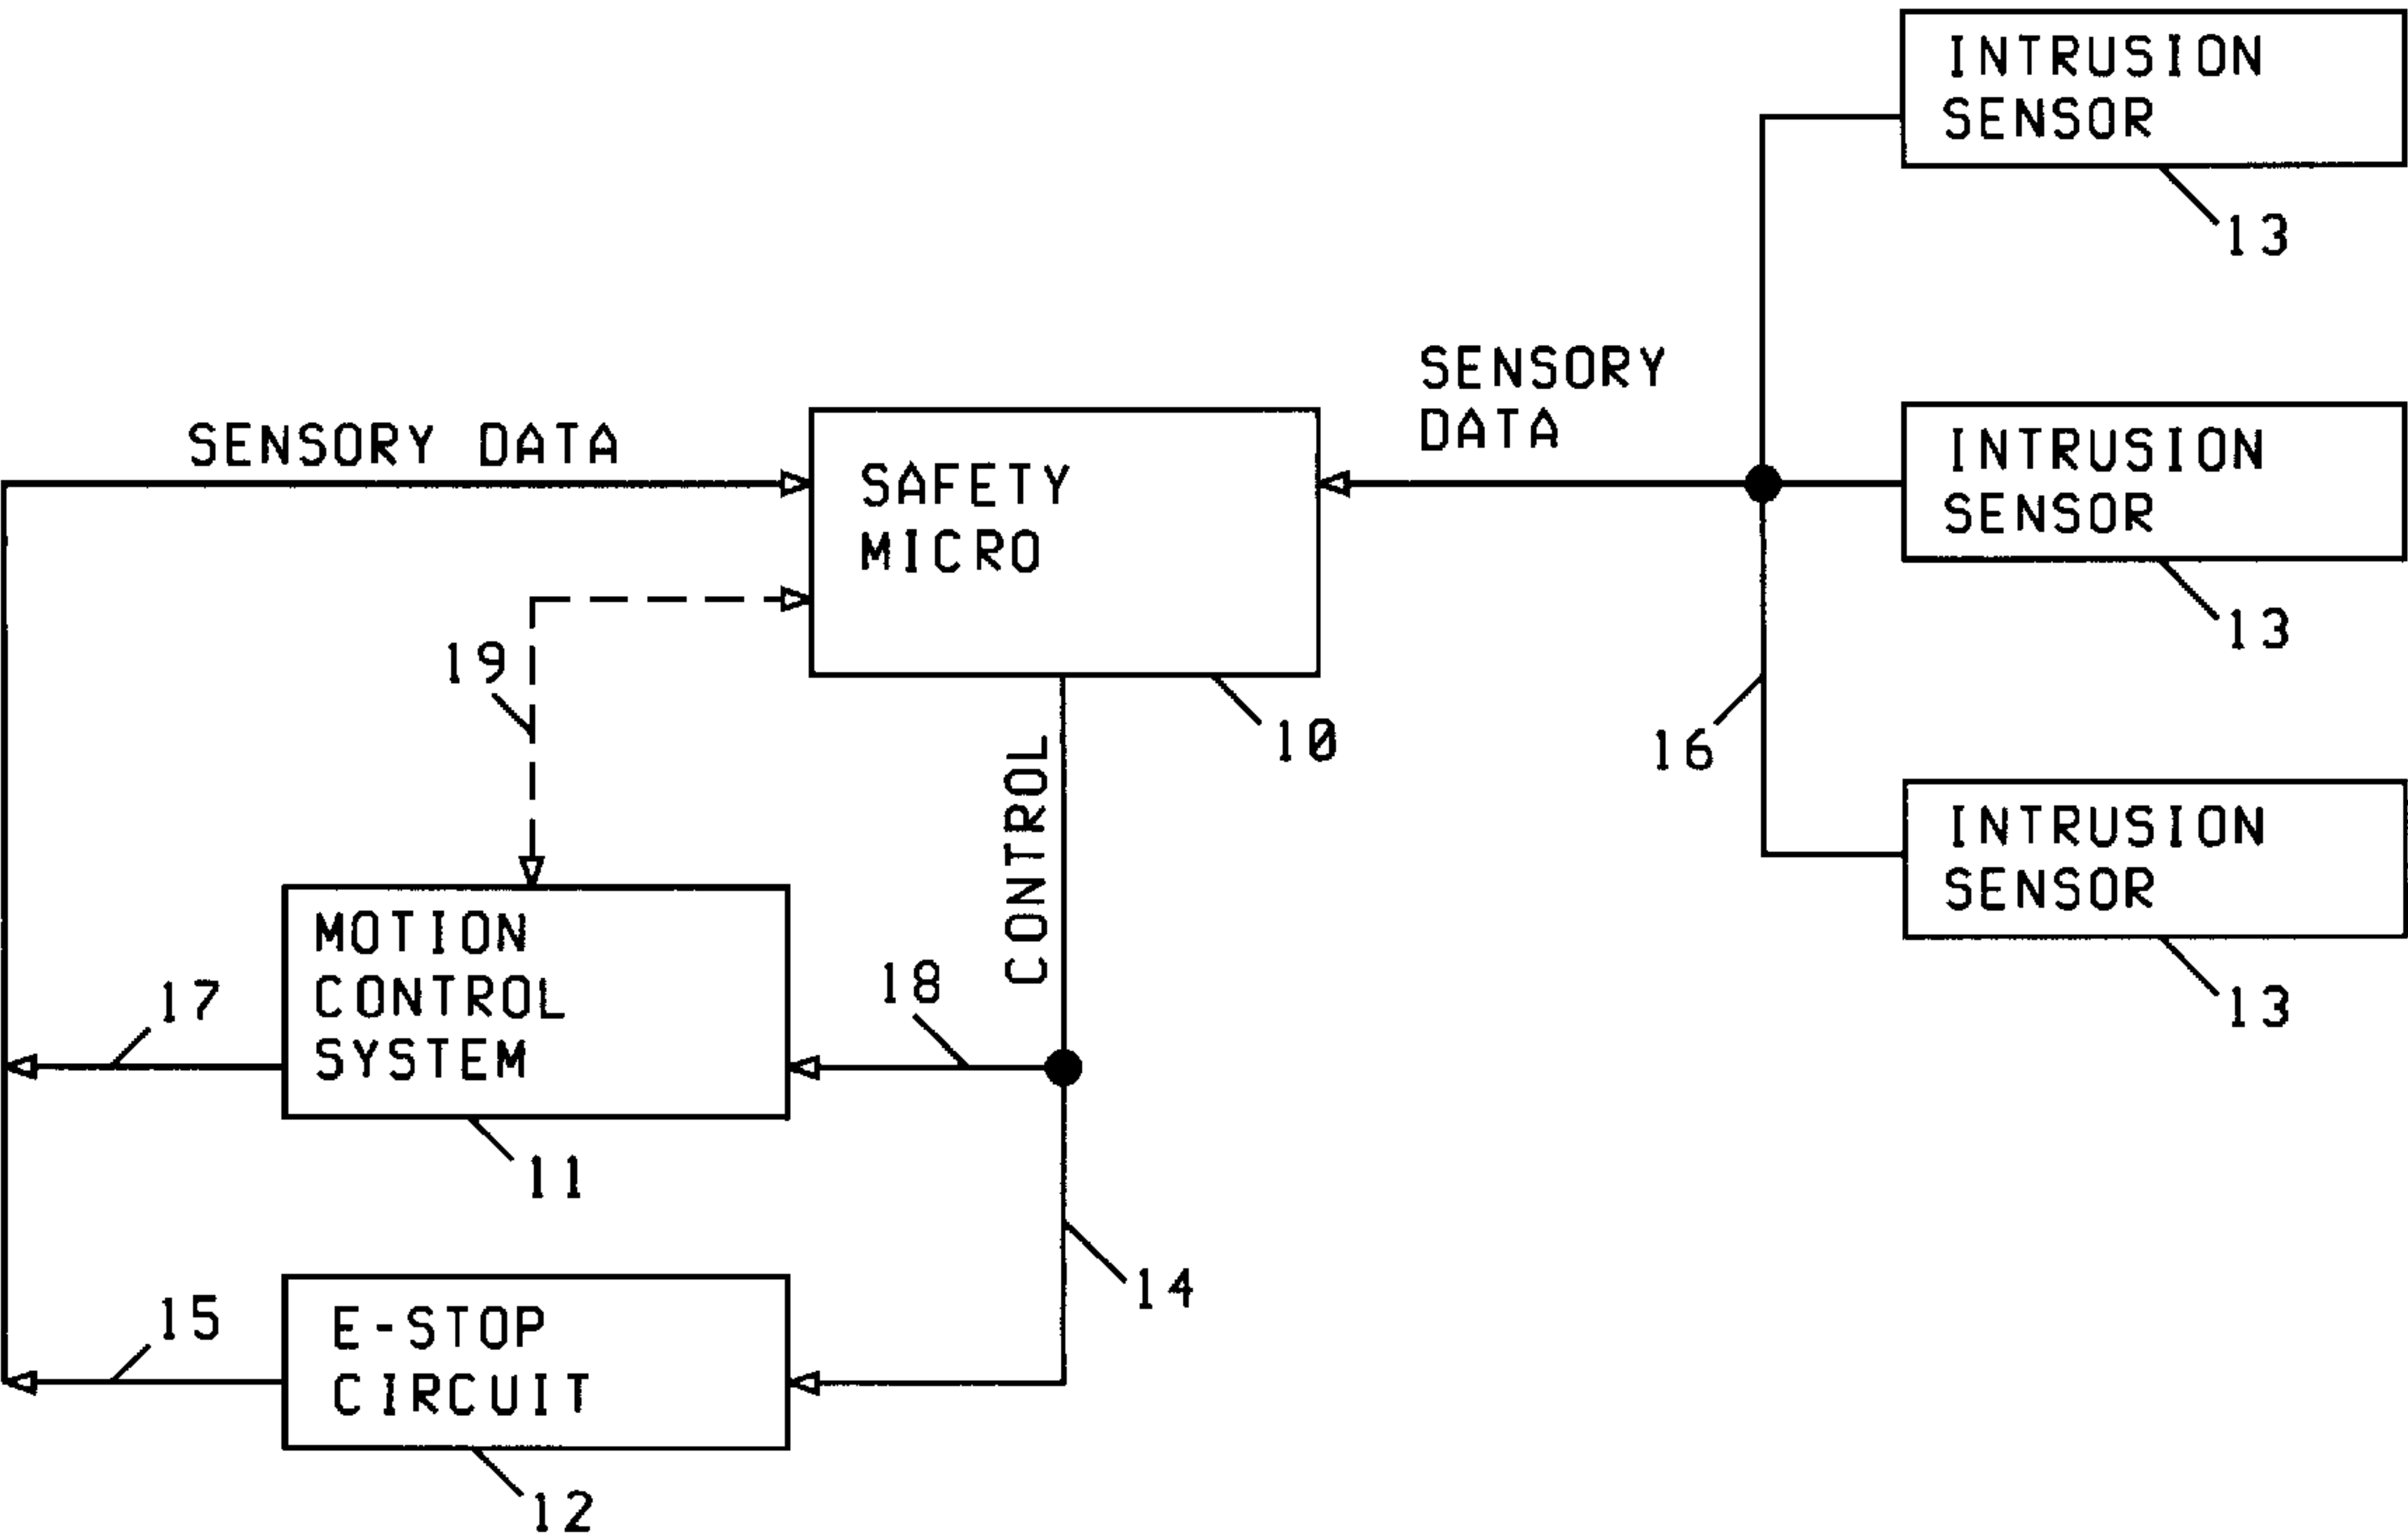 INTRUSION
SENSOR
13
SENSORY
DATA
SENSORY DATA
SAFETY
MICRO
INTRUSION
SENSOR
13
19
10
16
CONTROL
INTRUSION
SENSOR
13
MOTION
CONTROL
SYSTEM
17
18
11
14
15
E-STOP
CIRCUIT
12